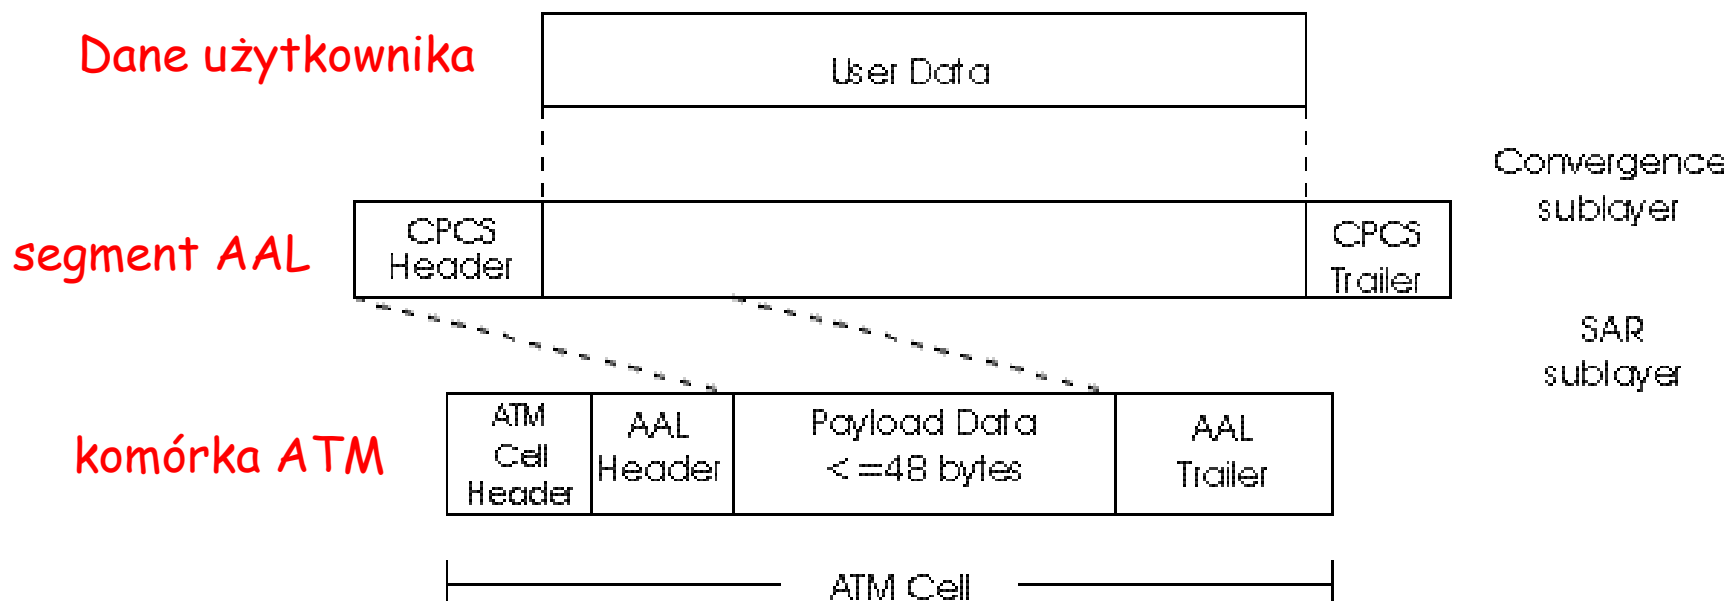 Dane użytkownika
User Data
Convergence
sublayer
segment AAL
CPCS
Header
CPCS
Trailer
SAR
sublayer
komórka ATM
ATM
Cell
Header
AAL
Header
Payload Data
<=48 bytes
AAL
Trailer
ATM Cell